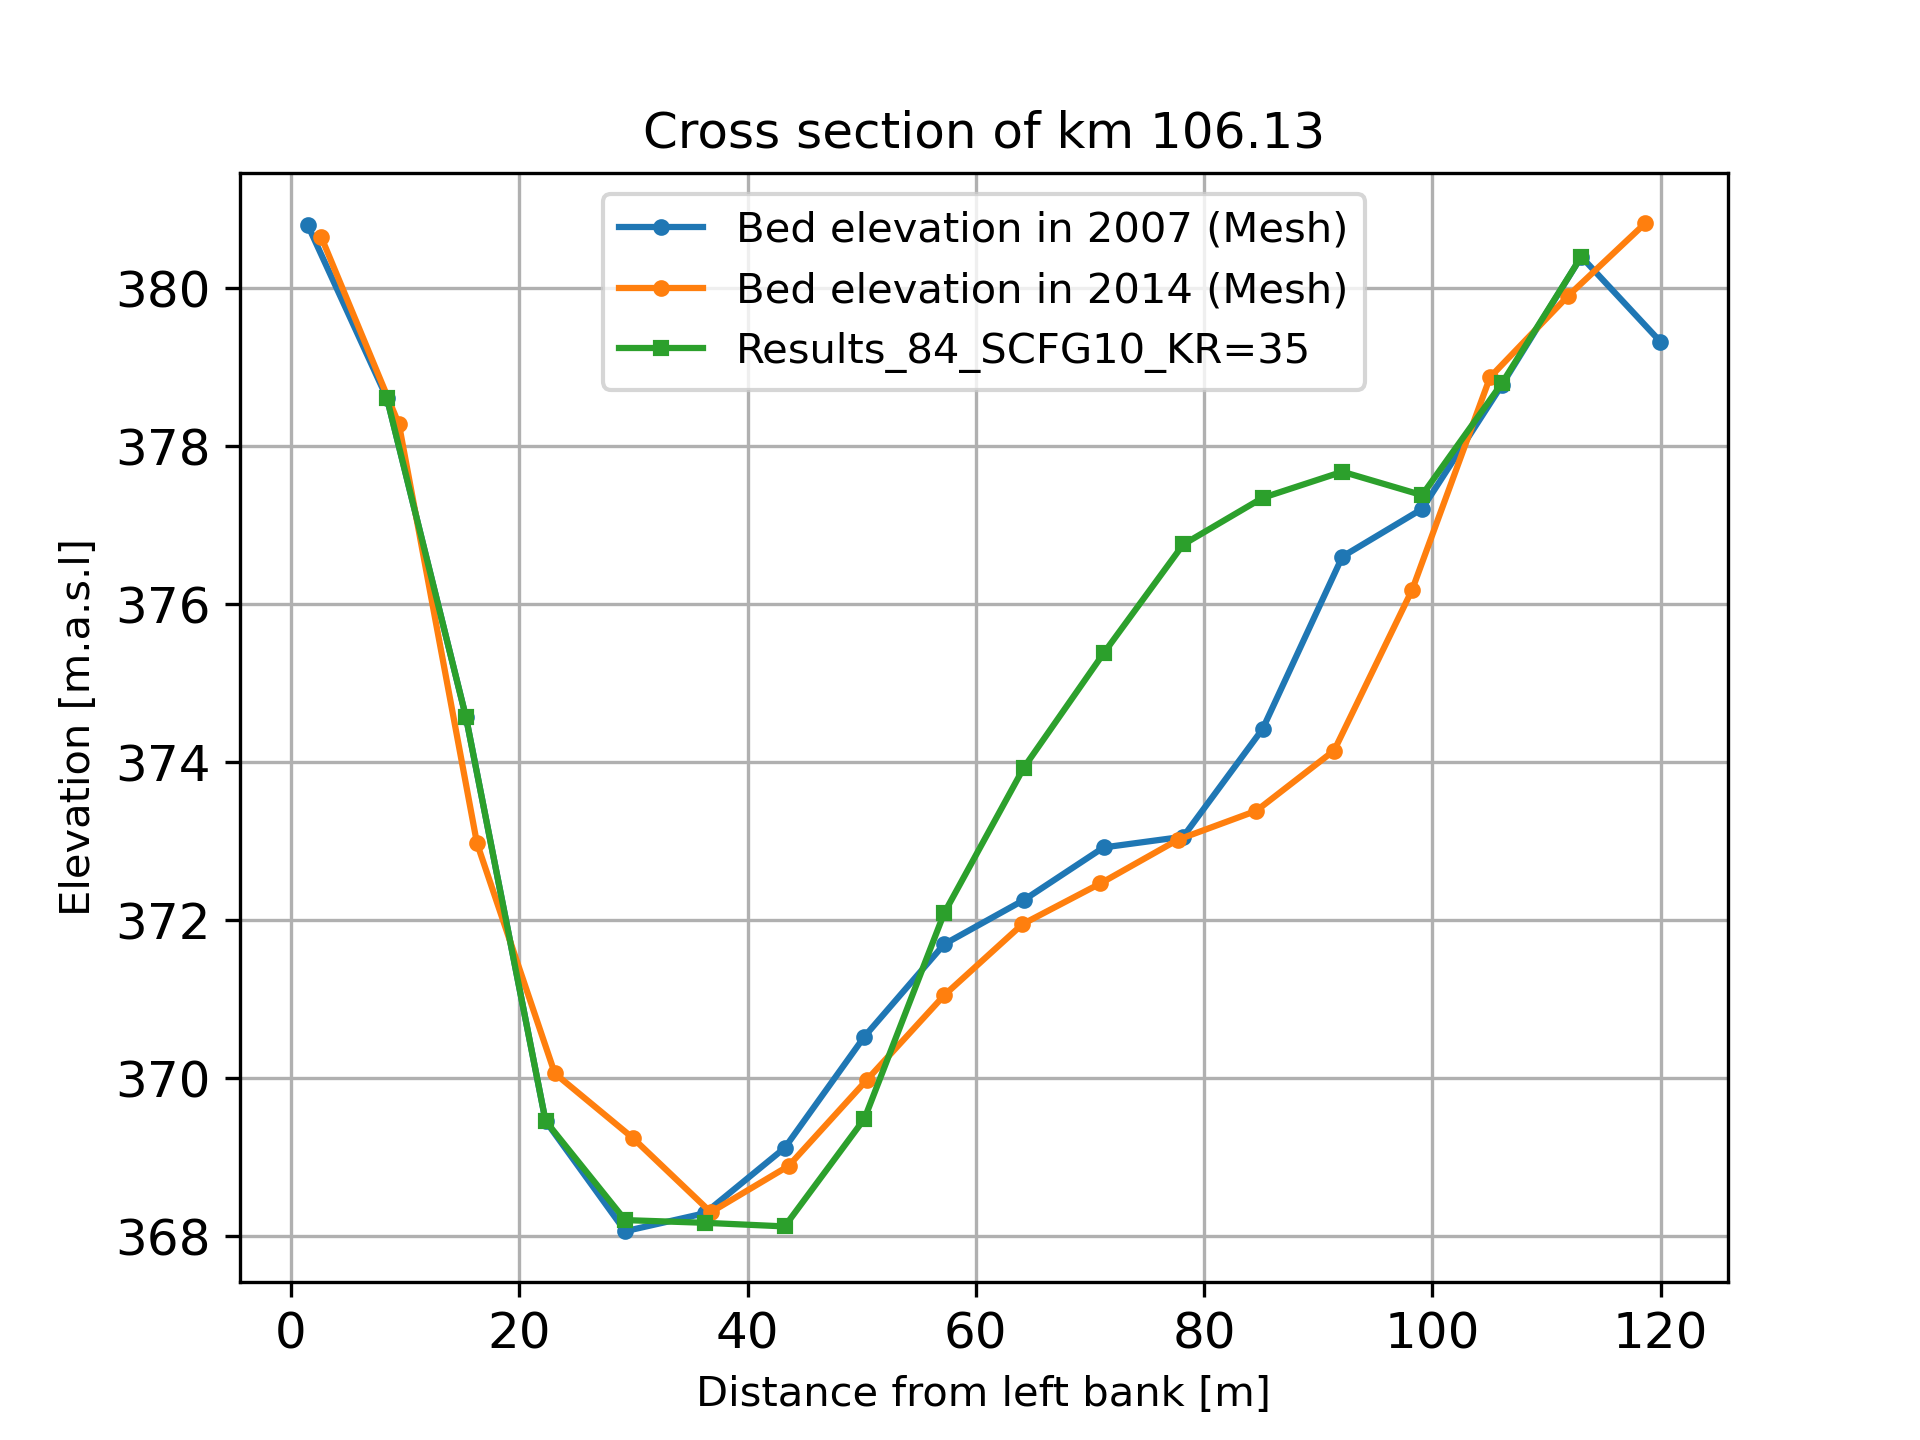 Cross section of km 106.13
Bed elevation in 2007 (Mesh)
Bed elevation in 2014 (Mesh)
Results_84_SCFG10_KR=35
Elevation [m.a.s.l]
380
378
376
374
372
370
368
0 20 40 60 80 100 120
Distance from left bank [m]